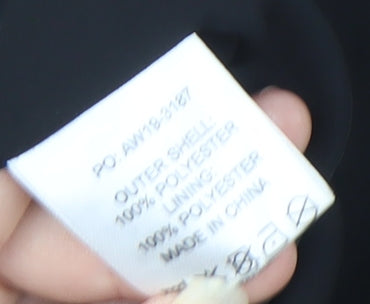 PO: AW19-3187
OUTER SHELL:
100% POLYESTER
LINING:
100% POLYESTER
MADE IN CHINA